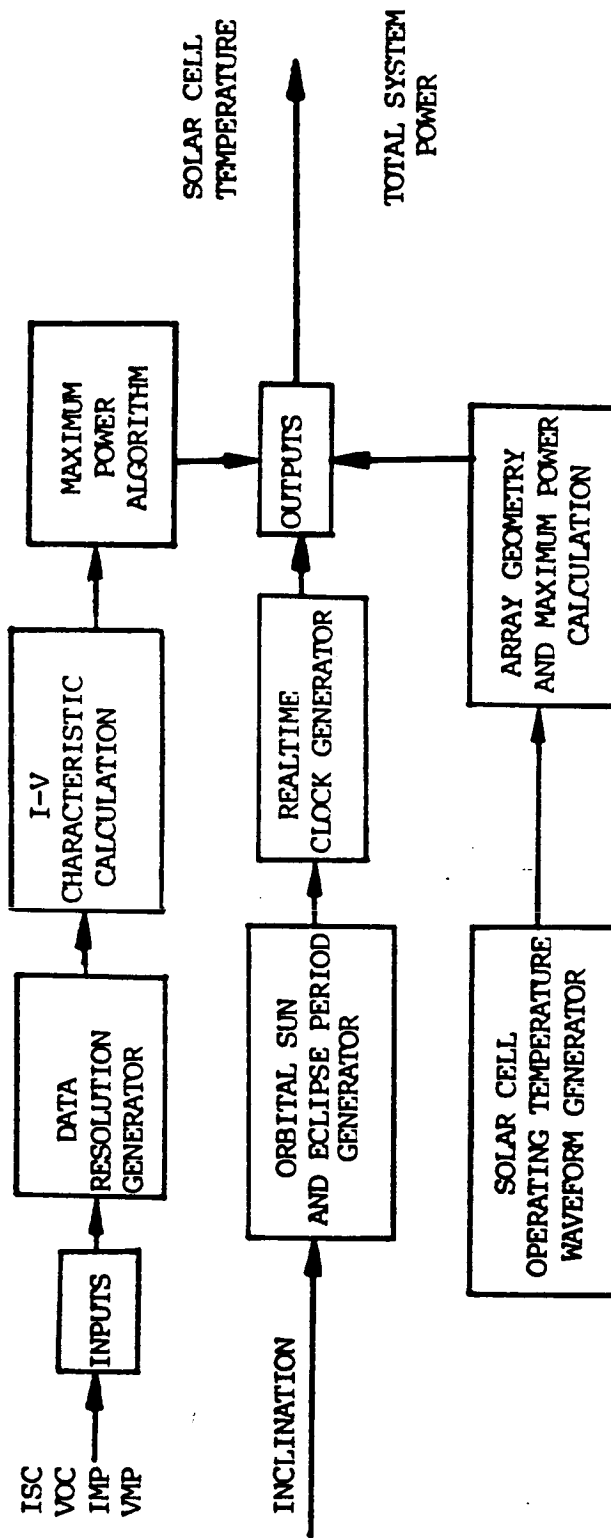 ISC
VOC
IMP
VMP
INPUTS
DATA
RESOLUTION
GENERATOR
I-V
CHARACTERISTIC
CALCULATION
MAXIMUM
POWER
ALGORITHM
INCLINATION
ORBITAL SUN
AND ECLIPSE PERIOD
GENERATOR
REALTIME
CLOCK GENERATOR
OUTPUTS
SOLAR CELL
TEMPERATURE
TOTAL SYSTEM
POWER
SOLAR CELL
OPERATING TEMPERATURE
WAVEFORM GENERATOR
ARRAY GEOMETRY
AND MAXIMUM POWER
CALCULATION